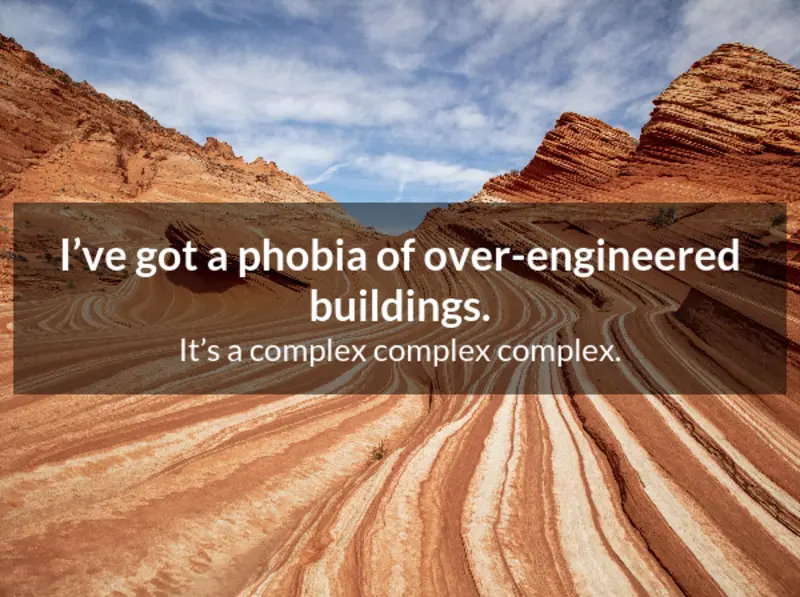 I’ve got a phobia of over-engineered
buildings.
It’s a complex complex complex.